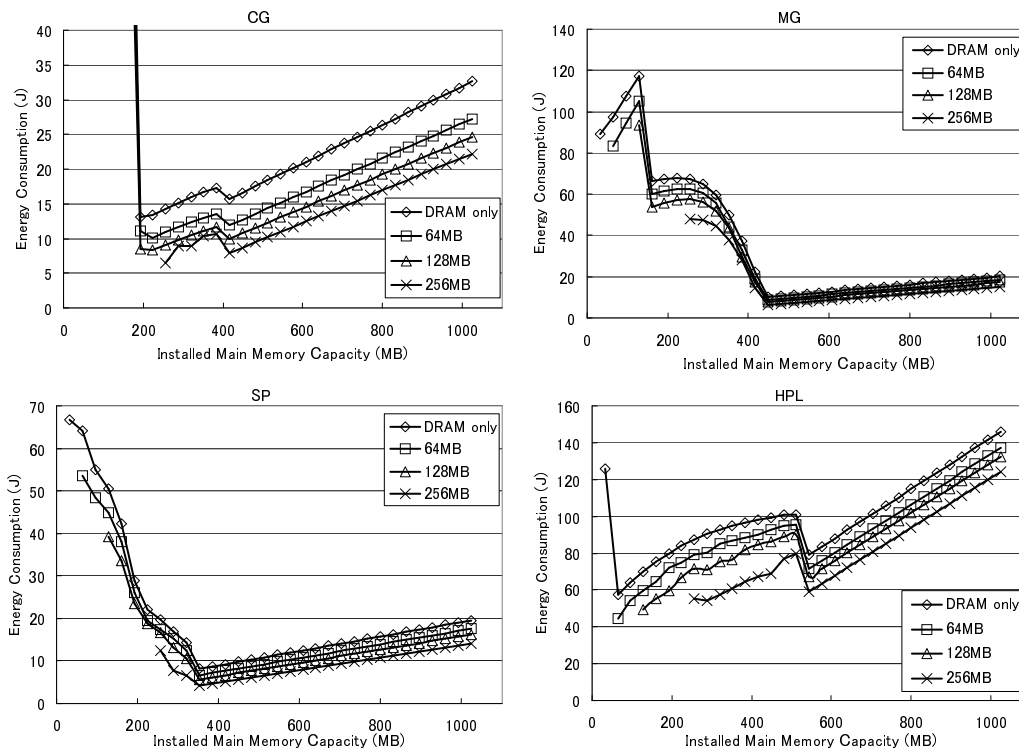 CG
40
35
30
25
20
15
10
5
0
Energy Consumption (J)
0 200 400 600 800 1000
Installed Main Memory Capacity (MB)
DRAM only
64MB
128MB
256MB
MG
140
120
100
80
60
40
20
0
Energy Consumption (J)
0 200 400 600 800 1000
Installed Main Memory Capacity (MB)
DRAM only
64MB
128MB
256MB
SP
70
60
50
40
30
20
10
0
Energy Consumption (J)
0 200 400 600 800 1000
Installed Main Memory Capacity (MB)
DRAM only
64MB
128MB
256MB
HPL
160
140
120
100
80
60
40
20
0
Energy Consumption (J)
0 200 400 600 800 1000
Installed Main Memory Capacity (MB)
DRAM only
64MB
128MB
256MB